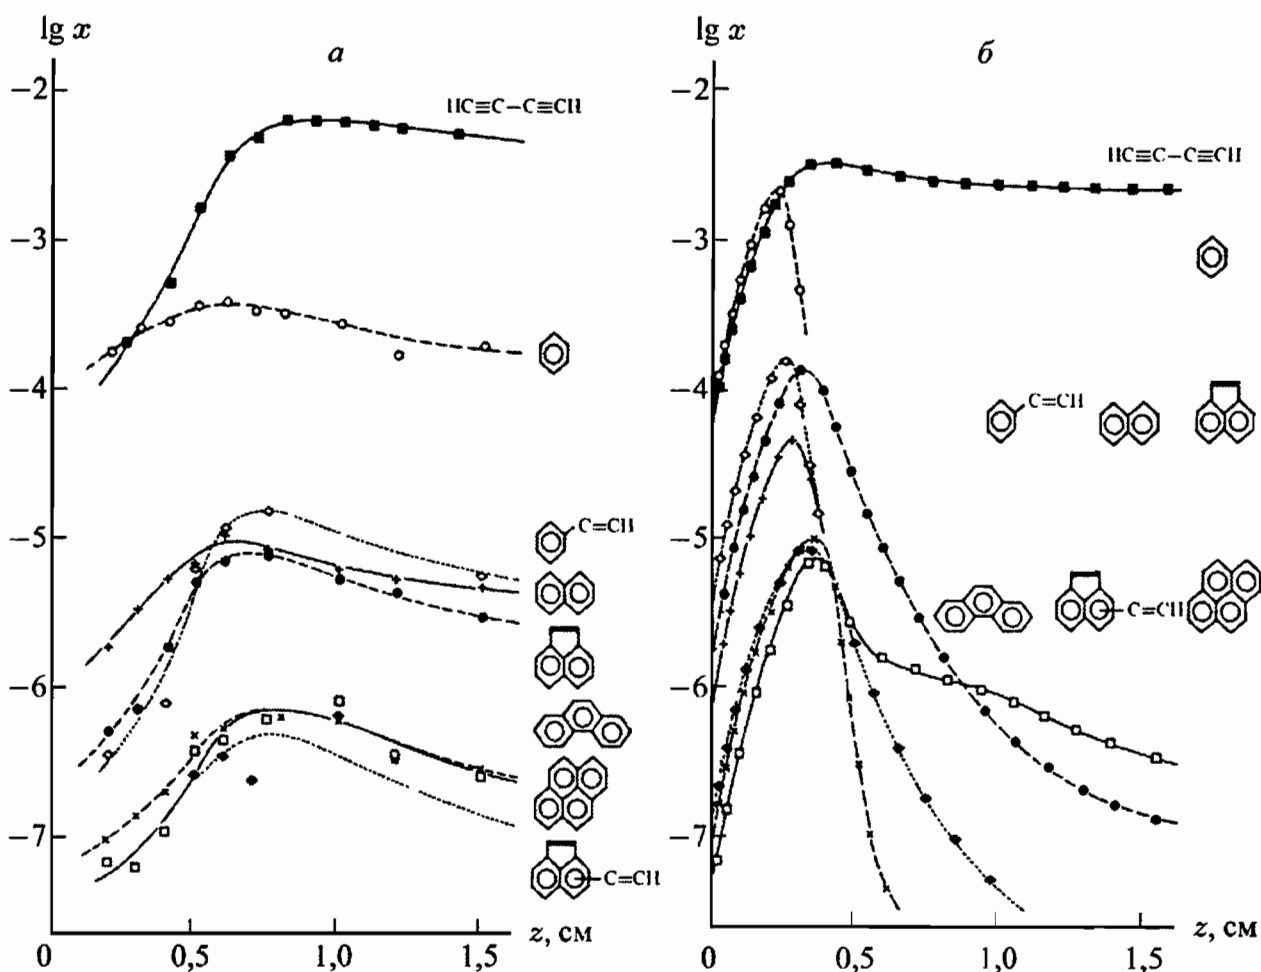 lg x
а
−2
HC≡C−C≡CH
−3
−4
−5
C=CH
−6
−7
C=CH
0
0,5
1,0
1,5
z, см
lg x
б
−2
HC≡C−C≡CH
−3
−4
C=CH
−5
C=CH
−6
−7
0
0,5
1,0
1,5
z, см